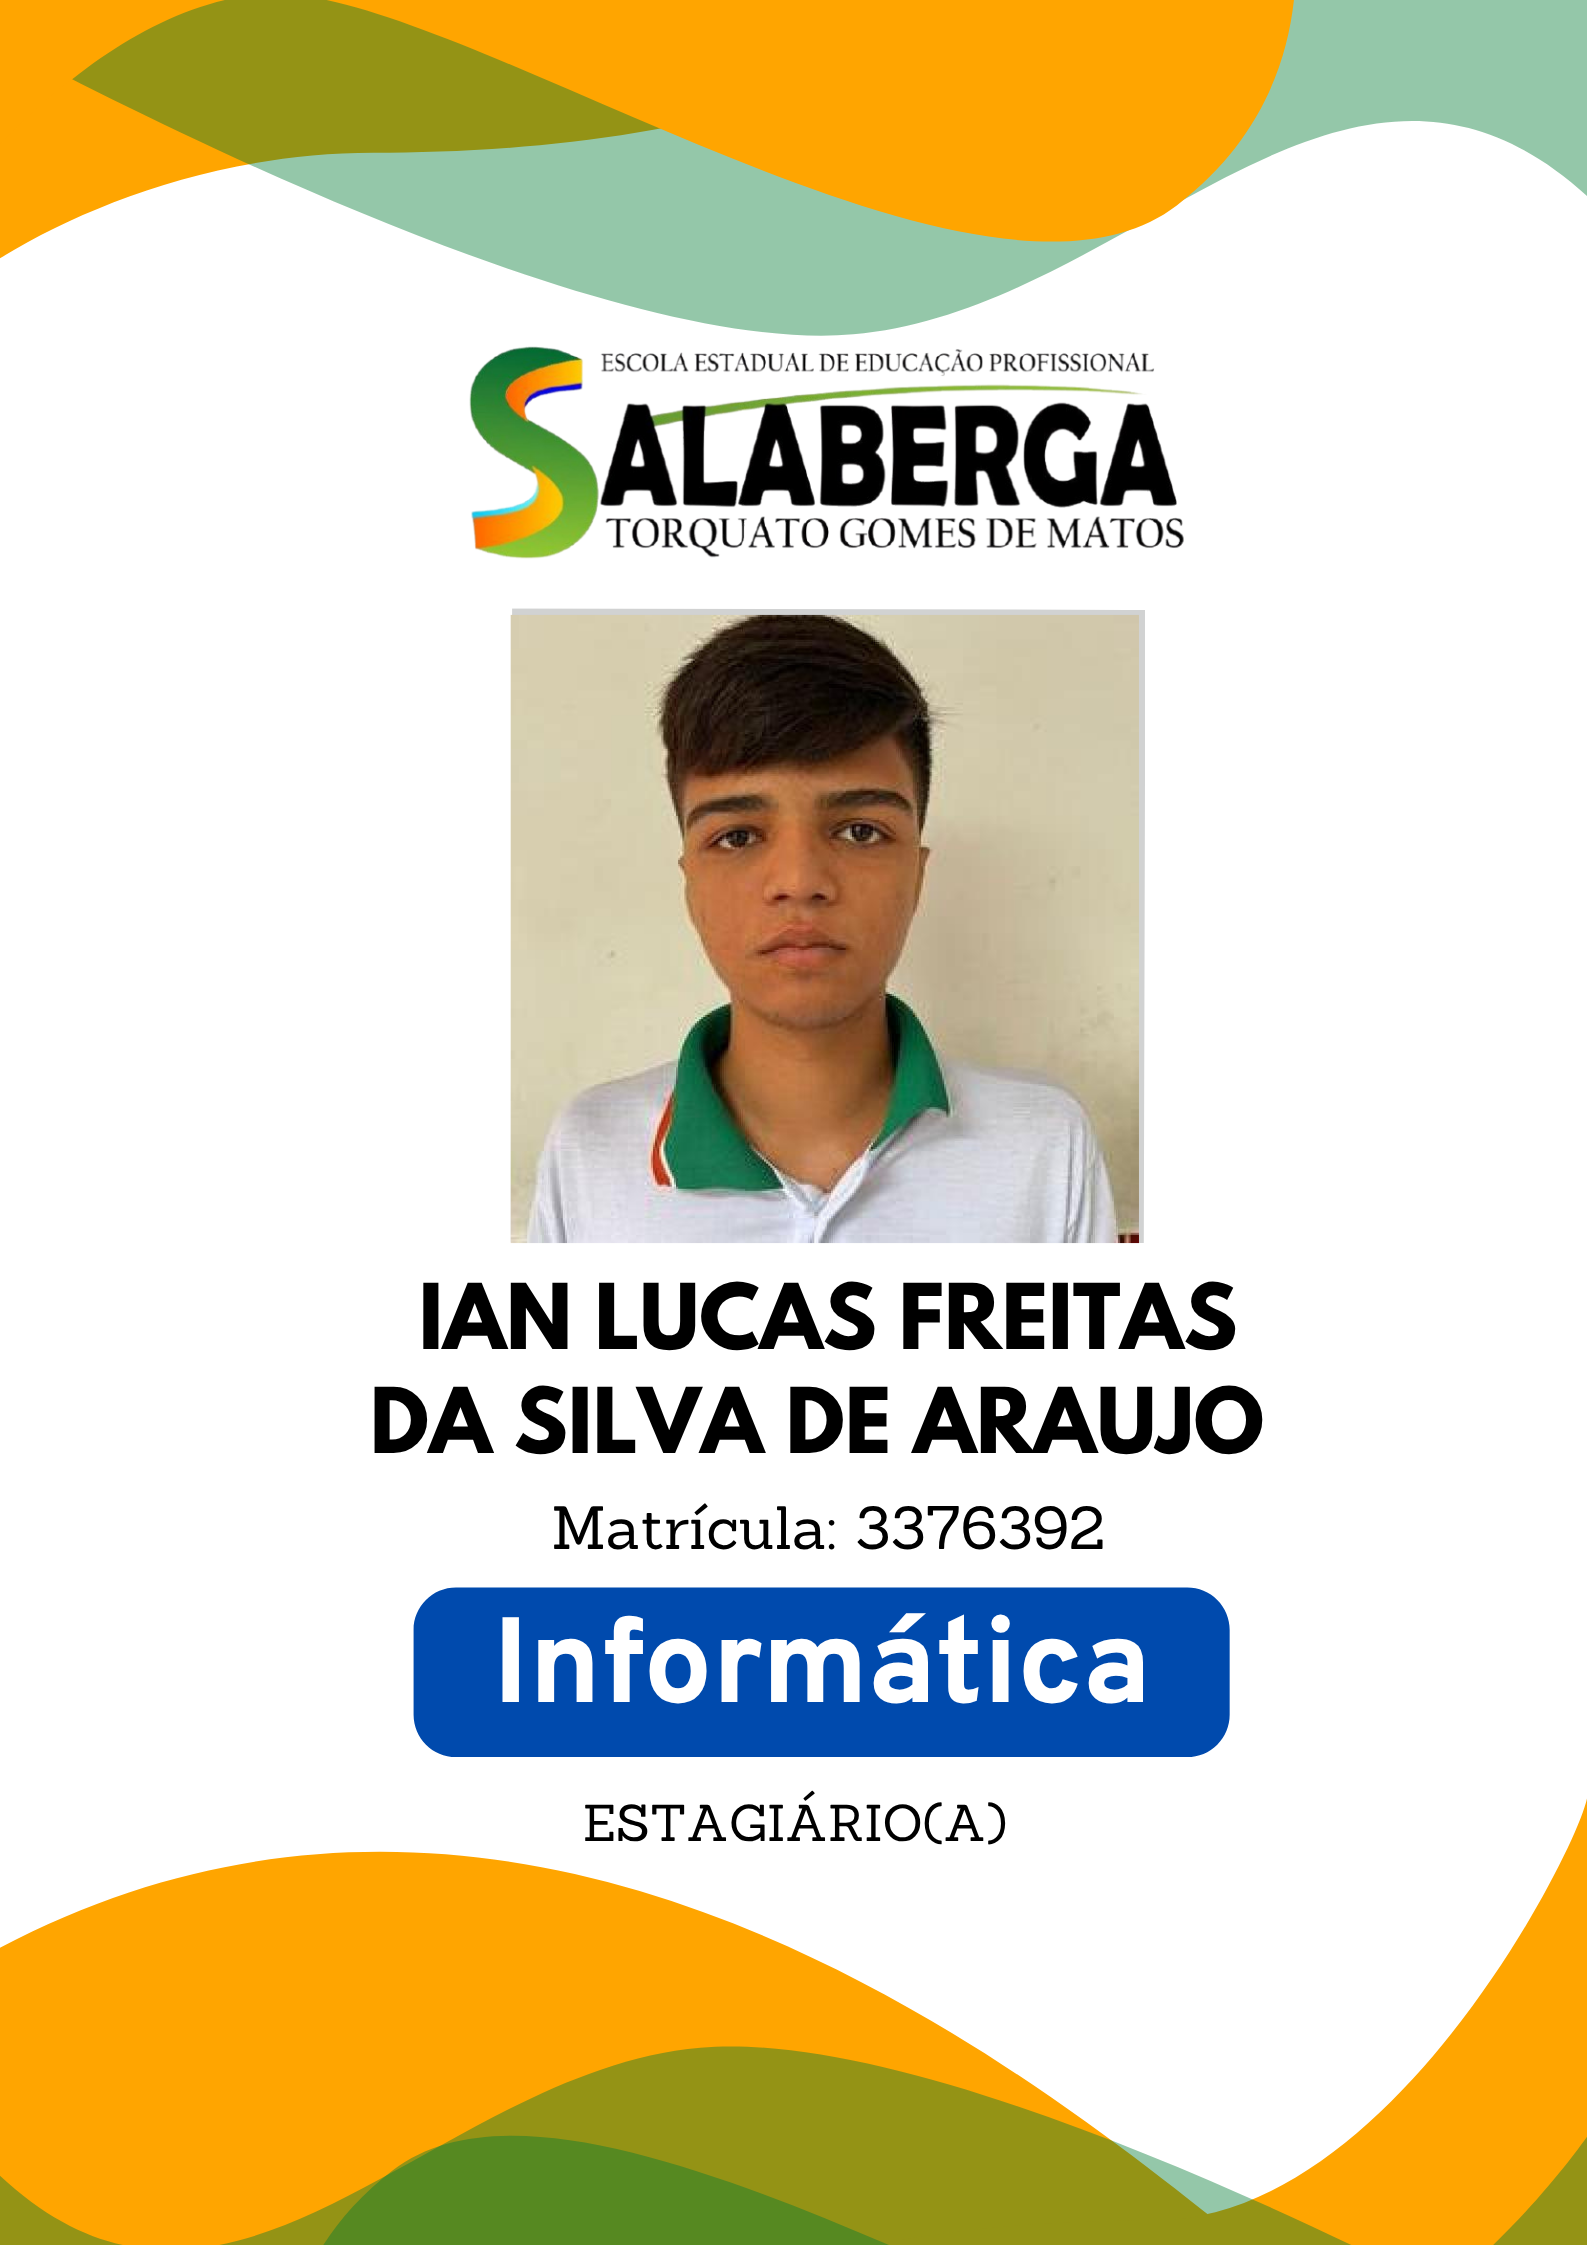 ESCOLA ESTADUAL DE EDUCAÇÃO PROFISSIONAL
SALABERGA
TORQUATO GOMES DE MATOS
IAN LUCAS FREITAS
DA SILVA DE ARAUJO
Matrícula: 3376392
Informática
ESTAGIÁRIO(A)